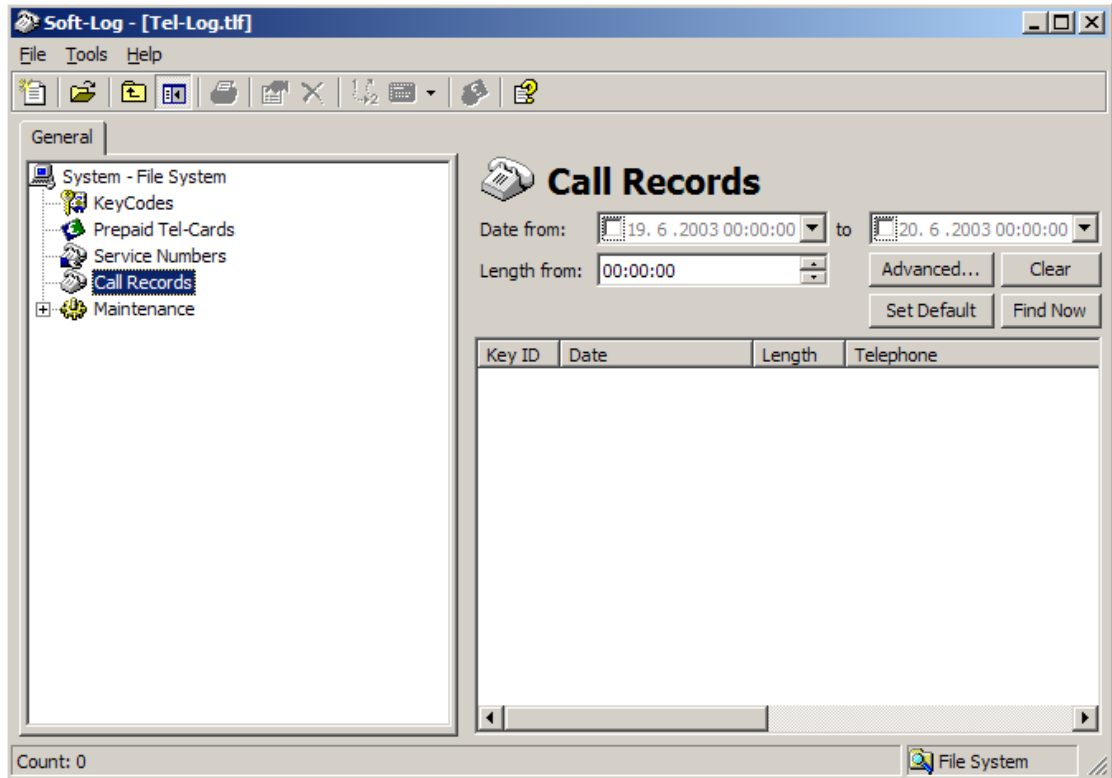 Soft-Log - [Tel-Log.tlf]
File Tools Help
General
System - File System
KeyCodes
Prepaid Tel-Cards
Service Numbers
Call Records
Maintenance
Call Records
Date from: 19. 6 .2003 00:00:00 to 20. 6 .2003 00:00:00
Length from: 00:00:00 Advanced... Clear
Set Default Find Now
Key ID Date Length Telephone
Count: 0 File System